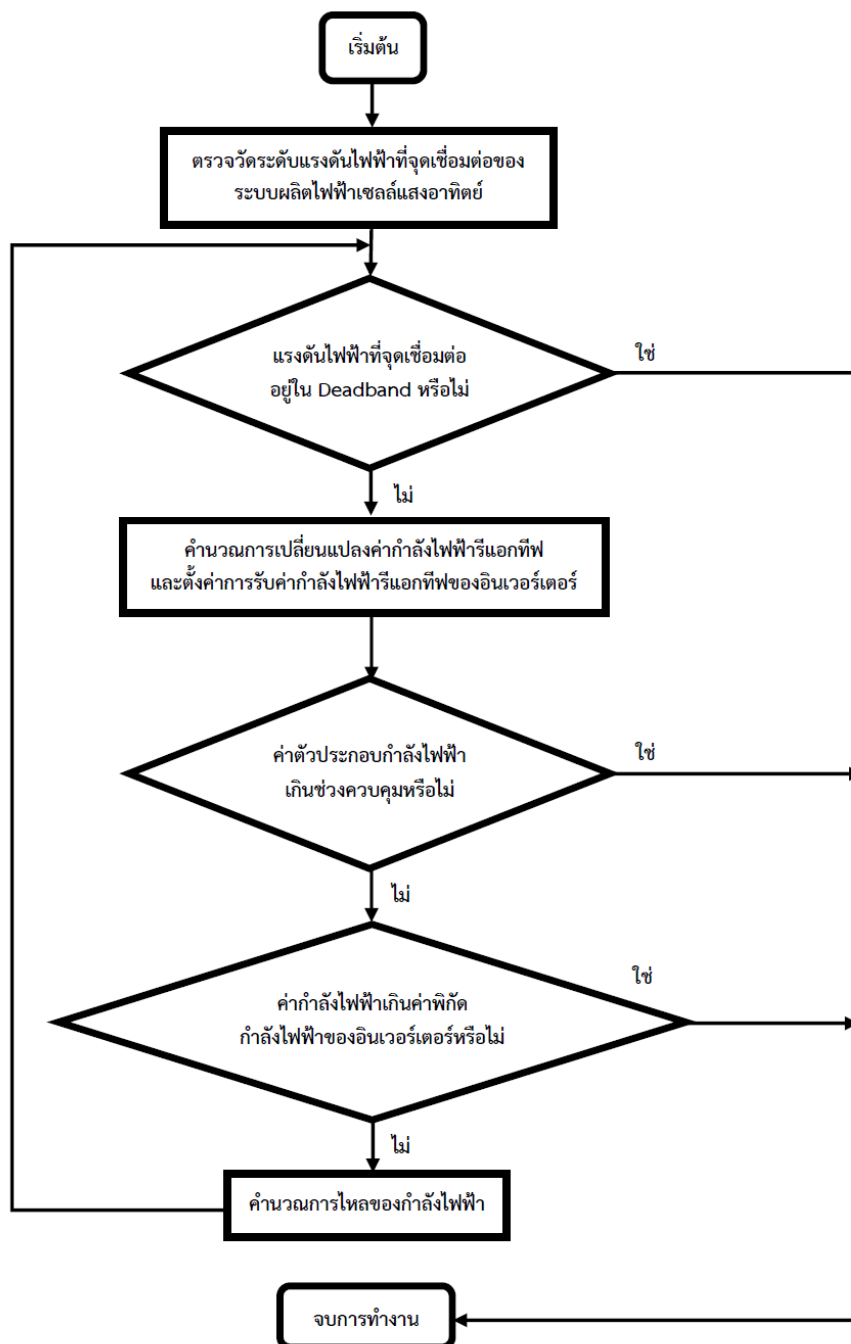 เริ่มต้น
ตรวจวัดระดับแรงดันไฟฟ้าที่จุดเชื่อมต่อของ
ระบบผลิตไฟฟ้าเซลล์แสงอาทิตย์
แรงดันไฟฟ้าที่จุดเชื่อมต่อ
อยู่ใน Deadband หรือไม่
ใช่
ไม่
คำนวณการเปลี่ยนแปลงค่ากำลังไฟฟ้ารีแอกทีฟ
และตั้งค่าการรับค่ากำลังไฟฟ้ารีแอกทีฟของอินเวอร์เตอร์
ค่าตัวประกอบกำลังไฟฟ้า
เกินช่วงควบคุมหรือไม่
ใช่
ไม่
ค่ากำลังไฟฟ้าเกินค่าพิกัด
กำลังไฟฟ้าของอินเวอร์เตอร์หรือไม่
ใช่
ไม่
คำนวณการไหลของกำลังไฟฟ้า
จบการทำงาน